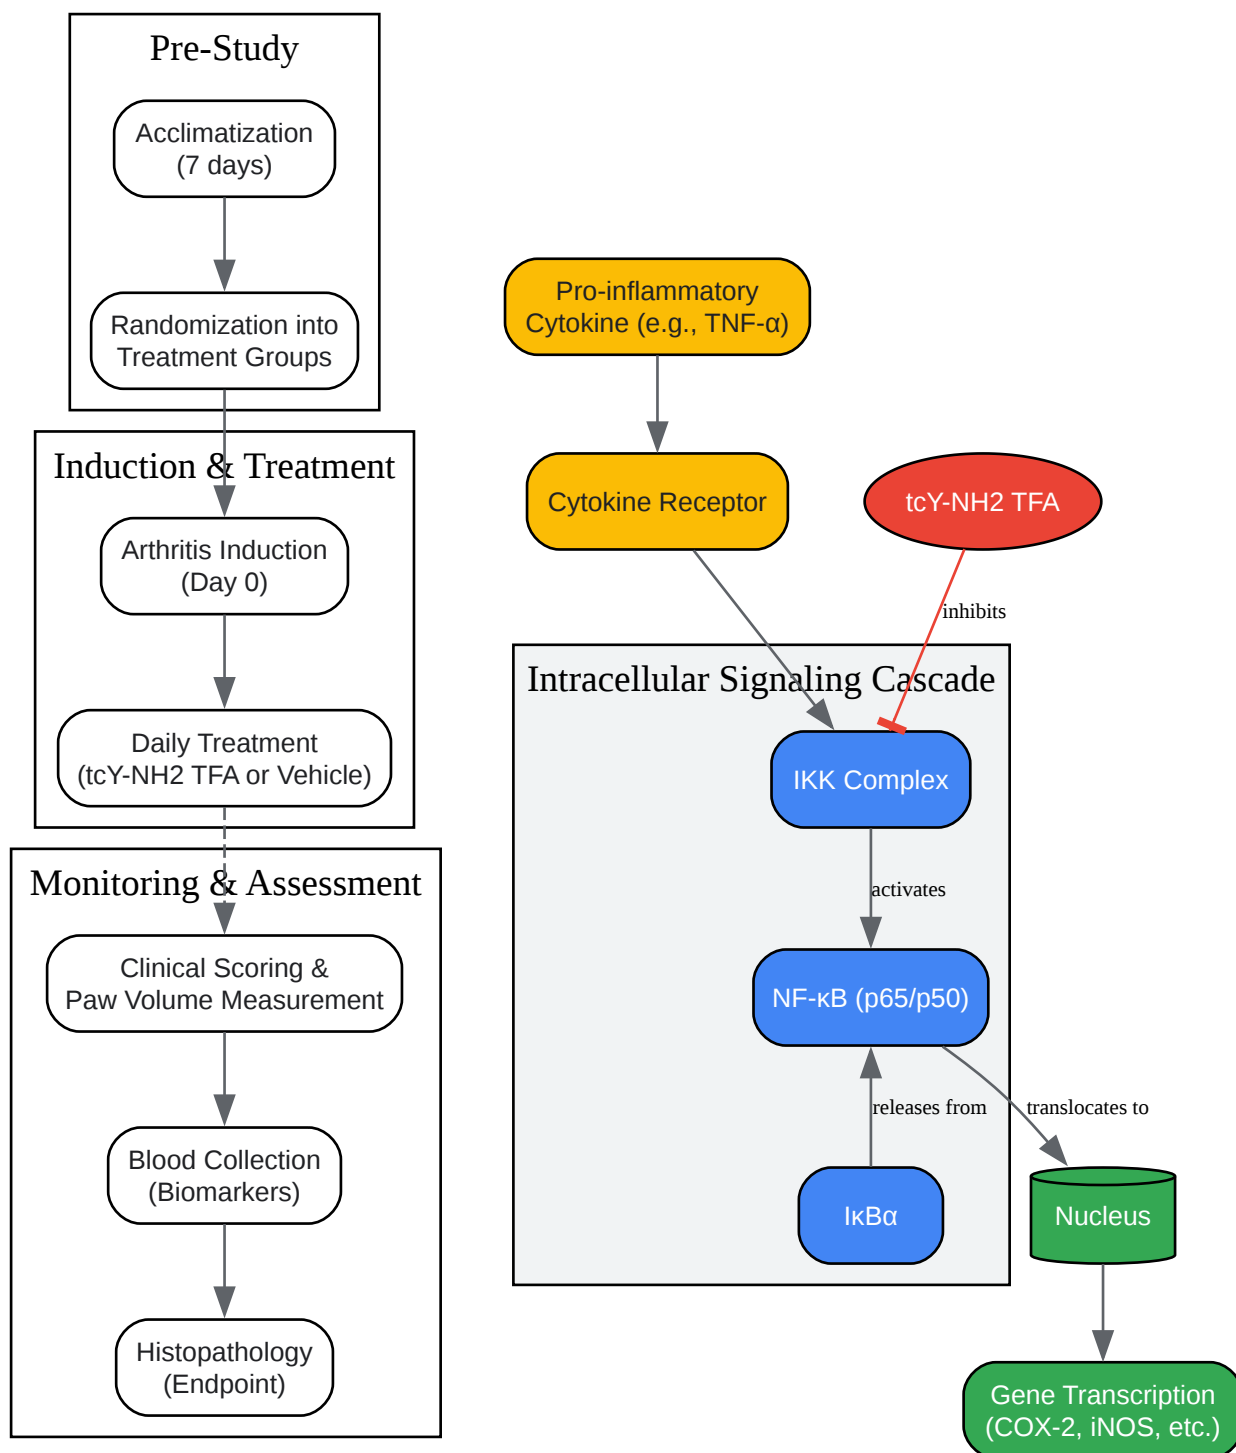 Pre-Study
Acclimatization
(7 days)
Randomization into
Treatment Groups
Induction & Treatment
Arthritis Induction
(Day 0)
Daily Treatment
(tcY-NH2 TFA or Vehicle)
Monitoring & Assessment
Clinical Scoring &
Paw Volume Measurement
Blood Collection
(Biomarkers)
Histopathology
(Endpoint)
Pro-inflammatory
Cytokine (e.g., TNF-α)
Cytokine Receptor
tcY-NH2 TFA
inhibits
Intracellular Signaling Cascade
IKK Complex
activates
NF-κB (p65/p50)
releases from
translocates to
IκBα
Nucleus
Gene Transcription
(COX-2, iNOS, etc.)